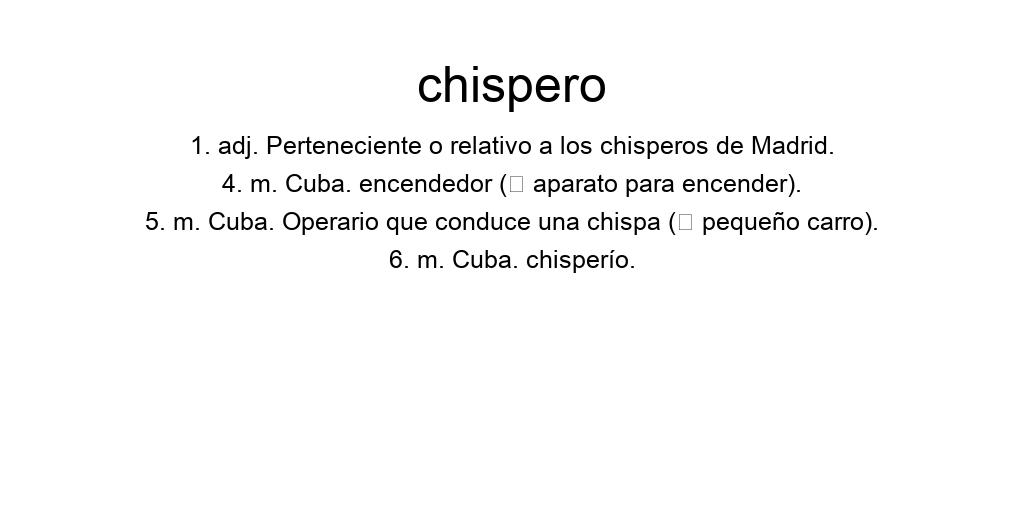 chispero
1. adj. Perteneciente o relativo a los chisperos de Madrid.
4. m. Cuba. encendedor (□ aparato para encender).
5. m. Cuba. Operario que conduce una chispa (□ pequeño carro).
6. m. Cuba. chisperío.